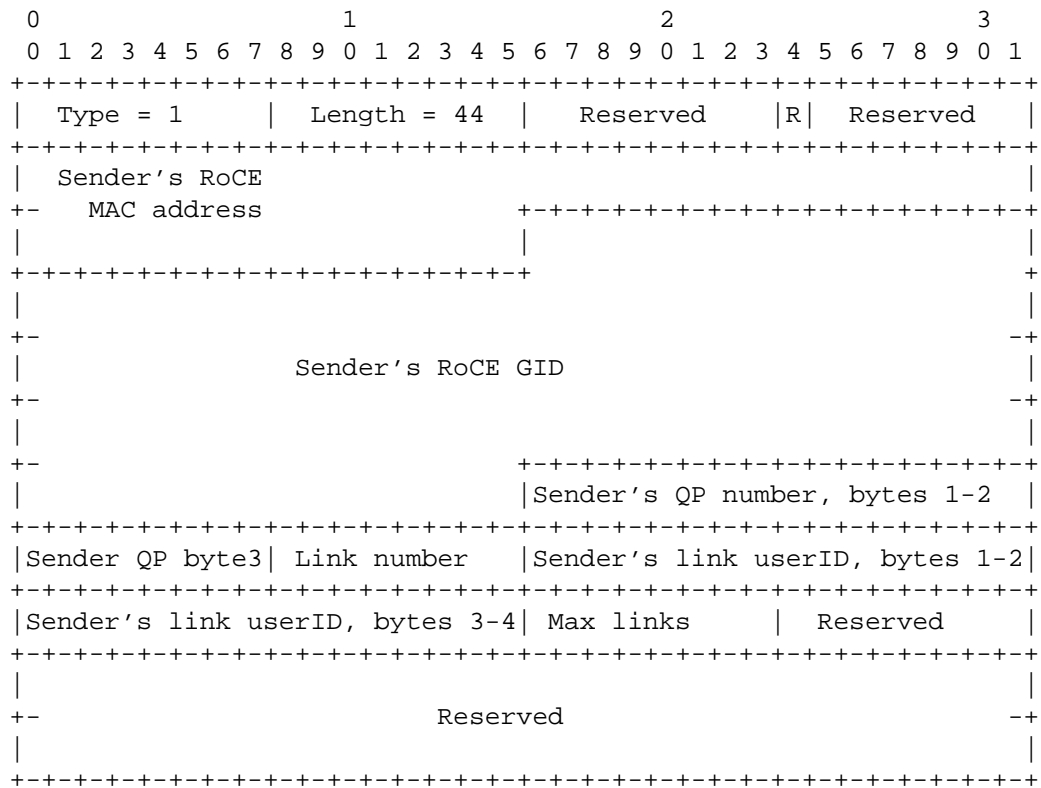 0                   1                   2                   3
 0 1 2 3 4 5 6 7 8 9 0 1 2 3 4 5 6 7 8 9 0 1 2 3 4 5 6 7 8 9 0 1
+-+-+-+-+-+-+-+-+-+-+-+-+-+-+-+-+-+-+-+-+-+-+-+-+-+-+-+-+-+-+-+-+
|  Type = 1     |  Length = 44  |   Reserved    |R|  Reserved   |
+-+-+-+-+-+-+-+-+-+-+-+-+-+-+-+-+-+-+-+-+-+-+-+-+-+-+-+-+-+-+-+-+
|  Sender's RoCE                                                |
+-   MAC address                +-+-+-+-+-+-+-+-+-+-+-+-+-+-+-+-+
|                               |                               |
+-+-+-+-+-+-+-+-+-+-+-+-+-+-+-+-+                               +
|                                                               |
+-                                                             -+
|                 Sender's RoCE GID                             |
+-                                                             -+
|                                                               |
+-                              +-+-+-+-+-+-+-+-+-+-+-+-+-+-+-+-+
|                               |Sender's QP number, bytes 1-2  |
+-+-+-+-+-+-+-+-+-+-+-+-+-+-+-+-+-+-+-+-+-+-+-+-+-+-+-+-+-+-+-+-+
|Sender QP byte3| Link number   |Sender's link userID, bytes 1-2|
+-+-+-+-+-+-+-+-+-+-+-+-+-+-+-+-+-+-+-+-+-+-+-+-+-+-+-+-+-+-+-+-+
|Sender's link userID, bytes 3-4| Max links     |  Reserved     |
+-+-+-+-+-+-+-+-+-+-+-+-+-+-+-+-+-+-+-+-+-+-+-+-+-+-+-+-+-+-+-+-+
|                                                               |
+-                         Reserved                            -+
|                                                               |
+-+-+-+-+-+-+-+-+-+-+-+-+-+-+-+-+-+-+-+-+-+-+-+-+-+-+-+-+-+-+-+-+